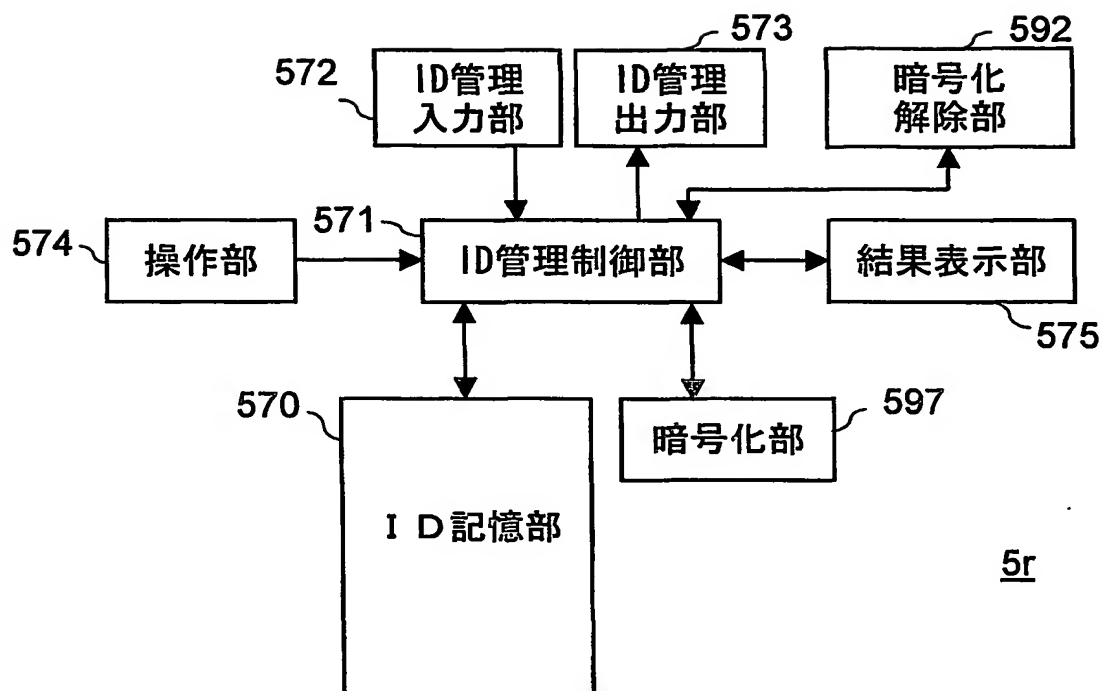 573
592
572
ID管理
入力部
ID管理
出力部
暗号化
解除部
571
574
操作部
ID管理制御部
結果表示部
575
570
597
暗号化部
ID記憶部
5r